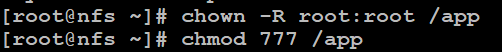 [root@nfs ~]# chown -R root:root /app
[root@nfs ~]# chmod 777 /app